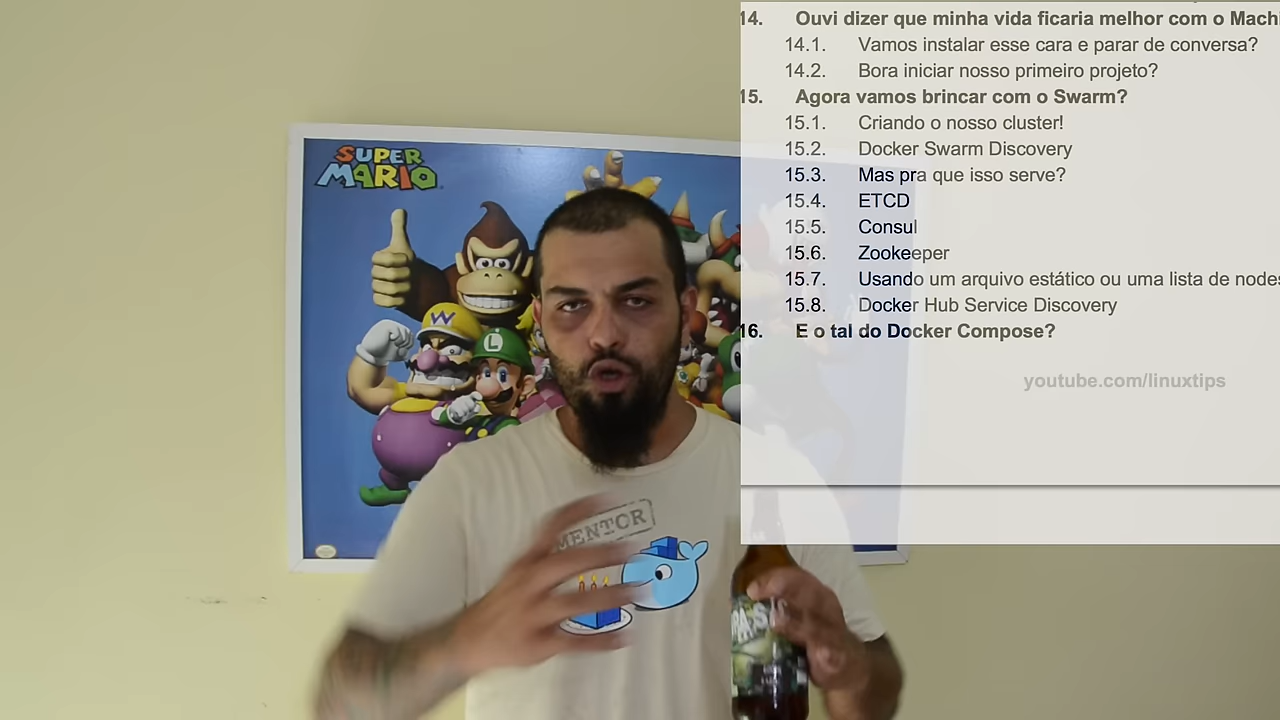 14. Ouvi dizer que minha vida ficaria melhor com o Machi
14.1. Vamos instalar esse cara e parar de conversa?
14.2. Bora iniciar nosso primeiro projeto?
15. Agora vamos brincar com o Swarm?
15.1. Criando o nosso cluster!
15.2. Docker Swarm Discovery
15.3. Mas pra que isso serve?
15.4. ETCD
15.5. Consul
15.6. Zookeeper
15.7. Usando um arquivo estático ou uma lista de nodes
15.8. Docker Hub Service Discovery
16. E o tal do Docker Compose?
youtube.com/linuxtips
SUPER
MARIO
W
L
MENTOR